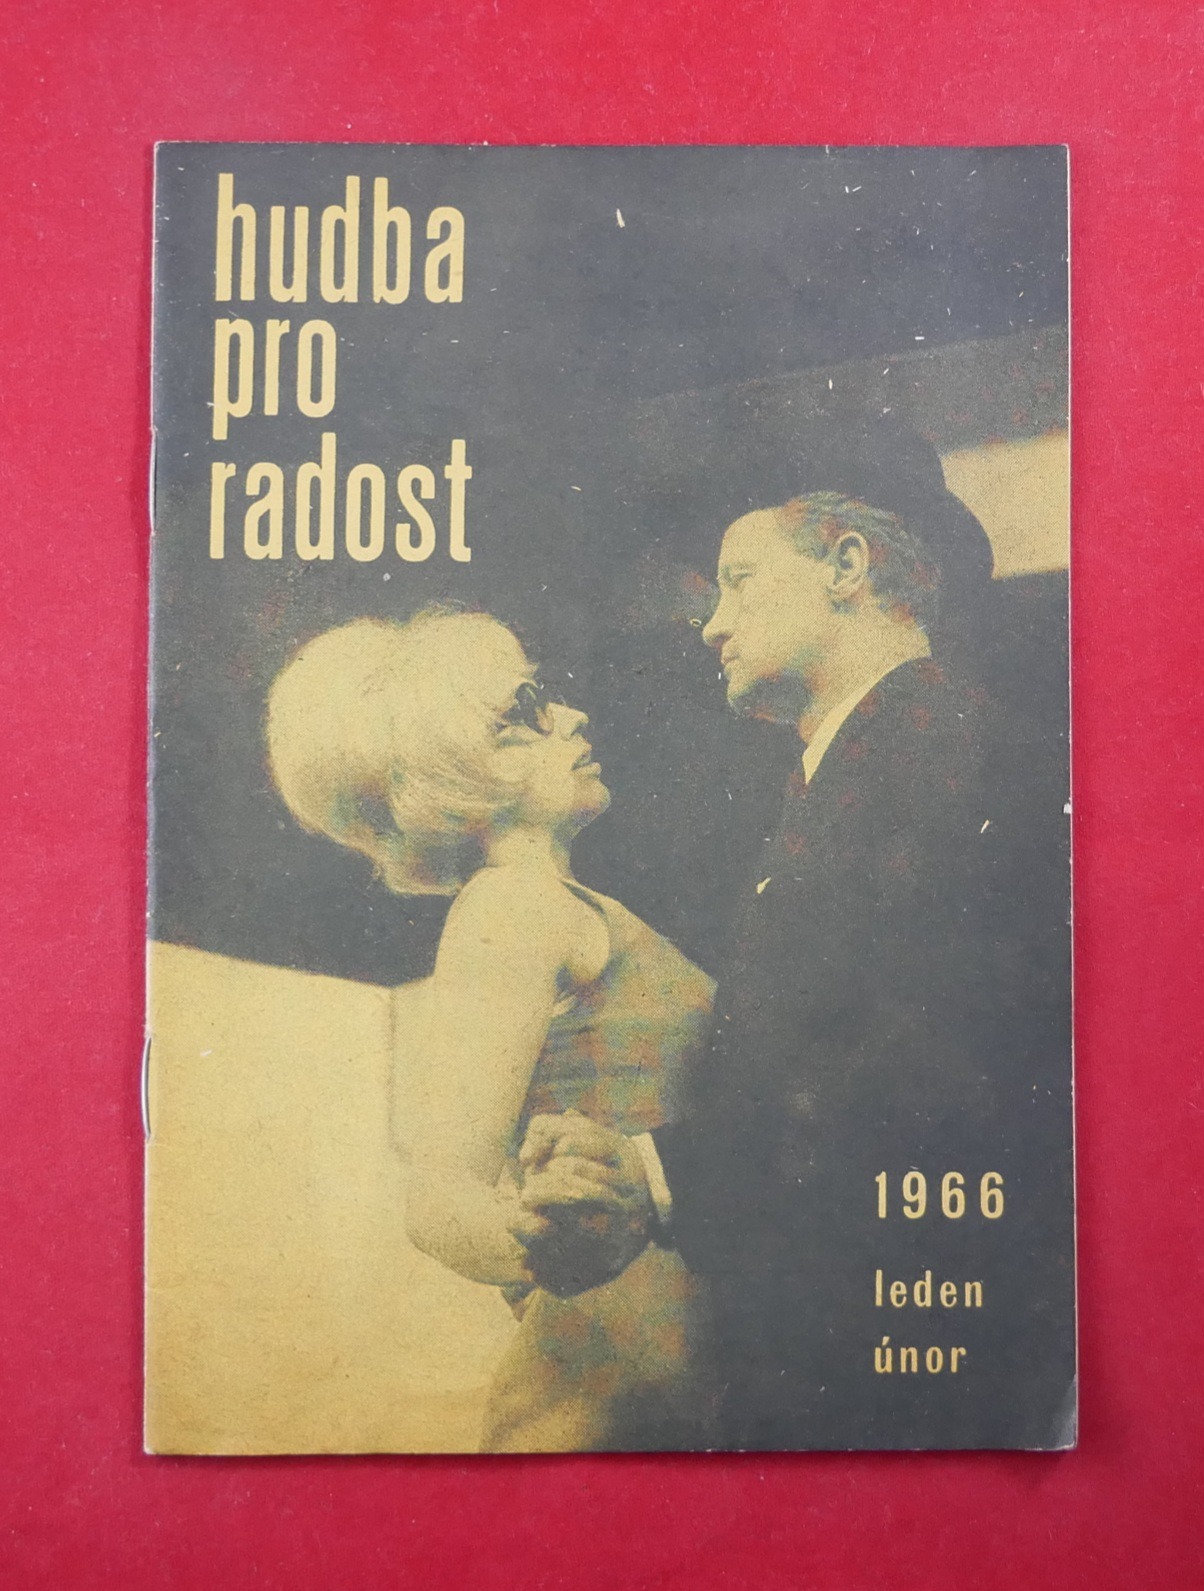 hudba
pro
radost
1966
leden
únor